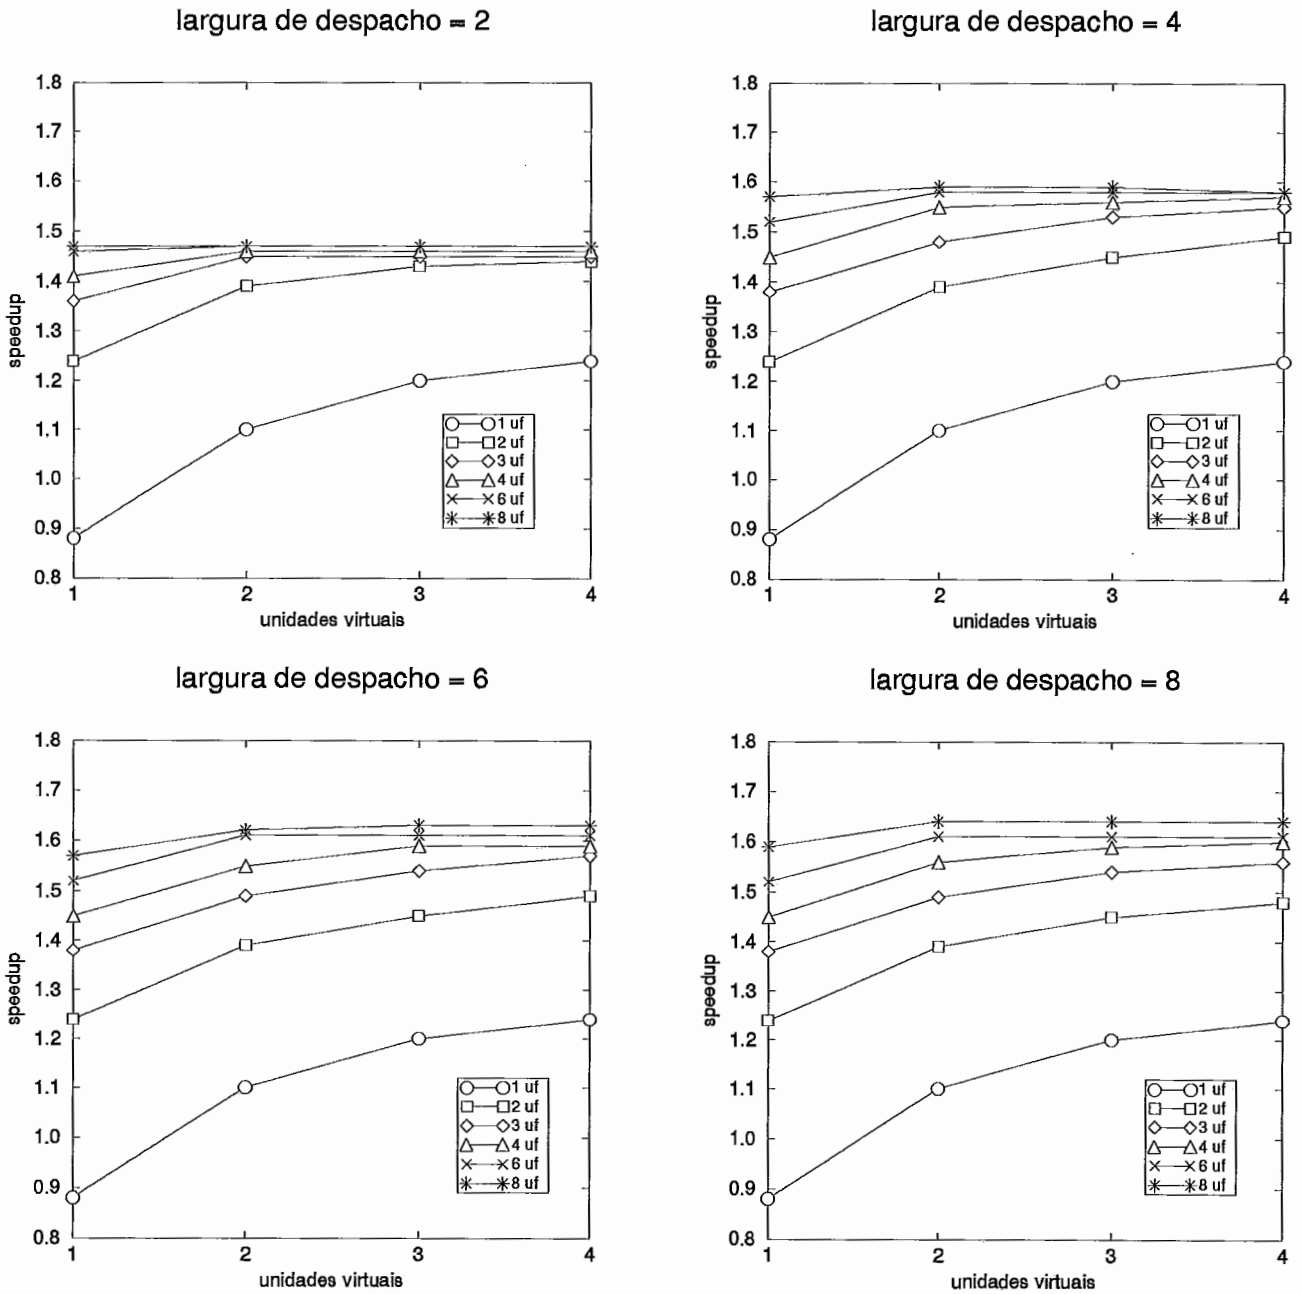 largura de despacho = 2
1.8
1.7
1.6
1.5
1.4
1.3
1.2
1.1
1.0
0.9
0.8
speedup
1 2 3 4
unidades virtuais
1 uf
2 uf
3 uf
4 uf
6 uf
8 uf
largura de despacho = 4
1.8
1.7
1.6
1.5
1.4
1.3
1.2
1.1
1.0
0.9
0.8
speedup
1 2 3 4
unidades virtuais
1 uf
2 uf
3 uf
4 uf
6 uf
8 uf
largura de despacho = 6
1.8
1.7
1.6
1.5
1.4
1.3
1.2
1.1
1.0
0.9
0.8
speedup
1 2 3 4
unidades virtuais
1 uf
2 uf
3 uf
4 uf
6 uf
8 uf
largura de despacho = 8
1.8
1.7
1.6
1.5
1.4
1.3
1.2
1.1
1.0
0.9
0.8
speedup
1 2 3 4
unidades virtuais
1 uf
2 uf
3 uf
4 uf
6 uf
8 uf